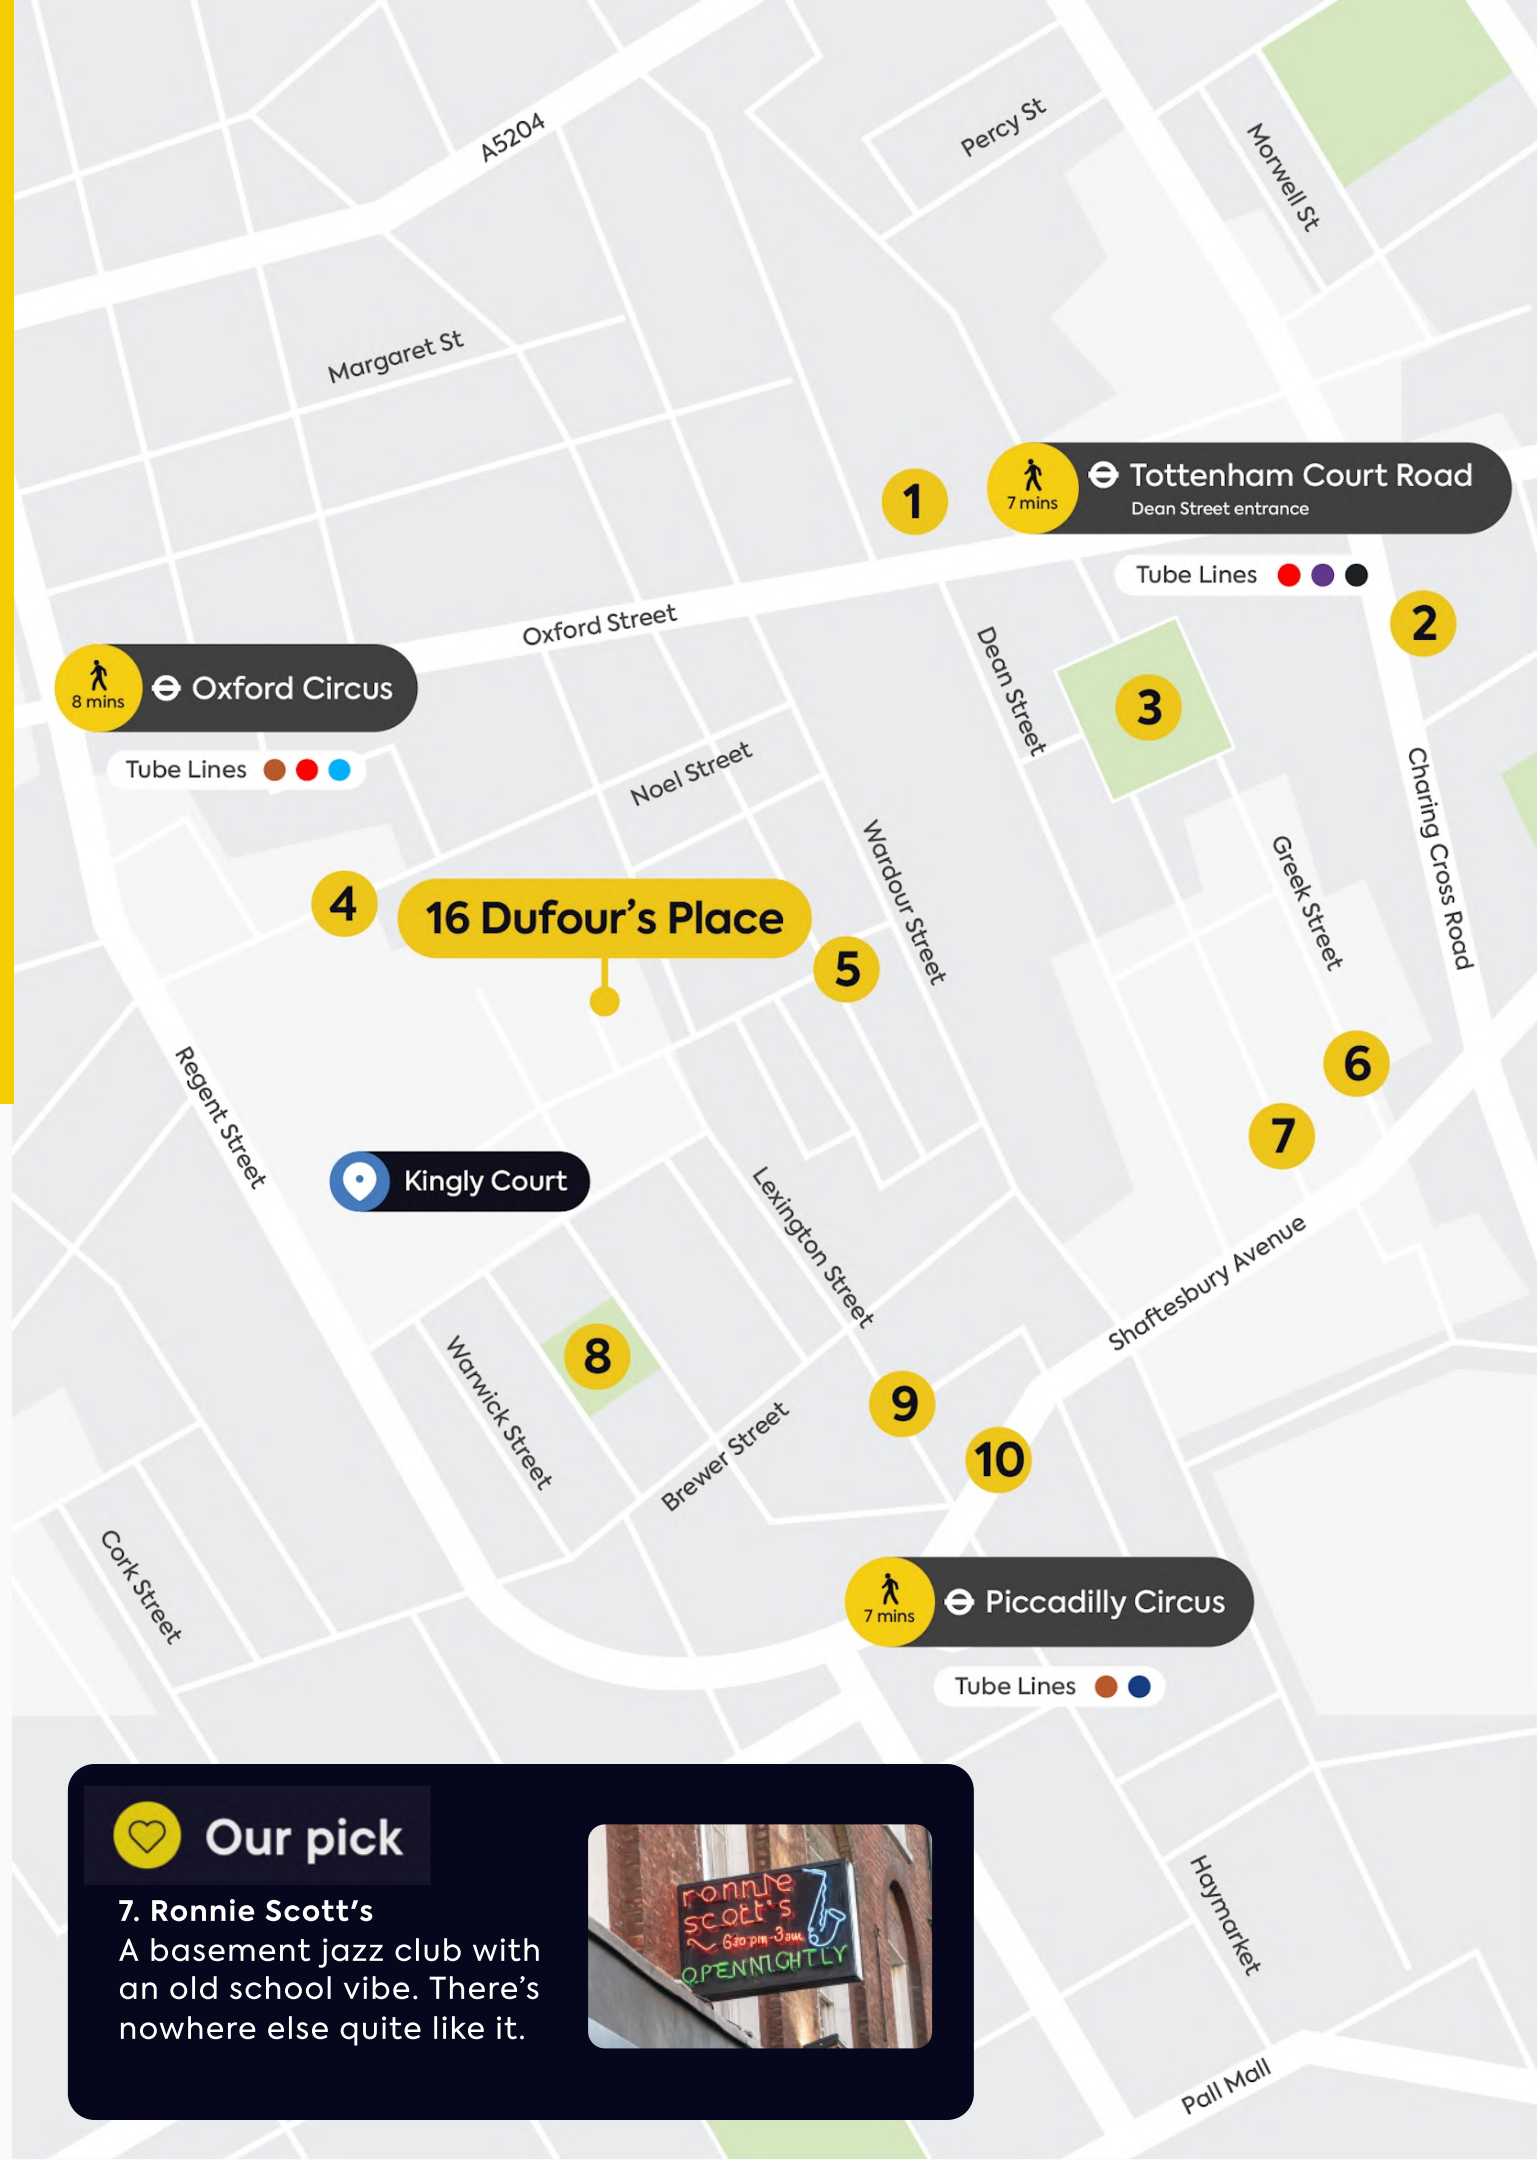 A5204
Percy St
Morwell St
Margaret St
1
7 mins
Tottenham Court Road
Dean Street entrance
Tube Lines
2
Oxford Street
Dean Street
3
8 mins
Oxford Circus
Tube Lines
Noel Street
Charing Cross Road
Wardour Street
Greek Street
4
16 Dufour's Place
5
6
7
Regent Street
Kingly Court
Lexington Street
Shaftesbury Avenue
8
Warwick Street
9
Brewer Street
10
Cork Street
7 mins
Piccadilly Circus
Tube Lines
Our pick
7. Ronnie Scott's
A basement jazz club with
an old school vibe. There's
nowhere else quite like it.
ronnie
scott's
630pm-3am
OPEN NIGHTLY
Haymarket
Pall Mall